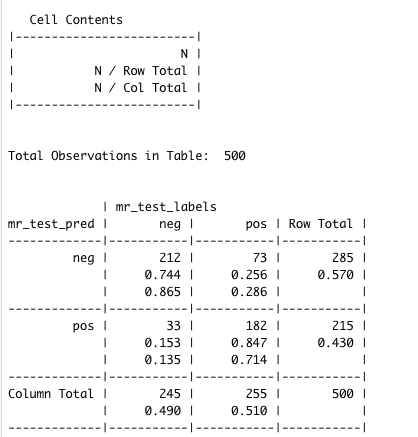 Cell Contents
|-------------------------|
|                       N |
|           N / Row Total |
|           N / Col Total |
|-------------------------|
Total Observations in Table:  500
             | mr_test_labels
mr_test_pred |       neg |       pos | Row Total |
-------------|-----------|-----------|-----------|
         neg |       212 |        73 |       285 |
             |     0.744 |     0.256 |     0.570 |
             |     0.865 |     0.286 |           |
-------------|-----------|-----------|-----------|
         pos |        33 |       182 |       215 |
             |     0.153 |     0.847 |     0.430 |
             |     0.135 |     0.714 |           |
-------------|-----------|-----------|-----------|
Column Total |       245 |       255 |       500 |
             |     0.490 |     0.510 |           |
-------------|-----------|-----------|-----------|